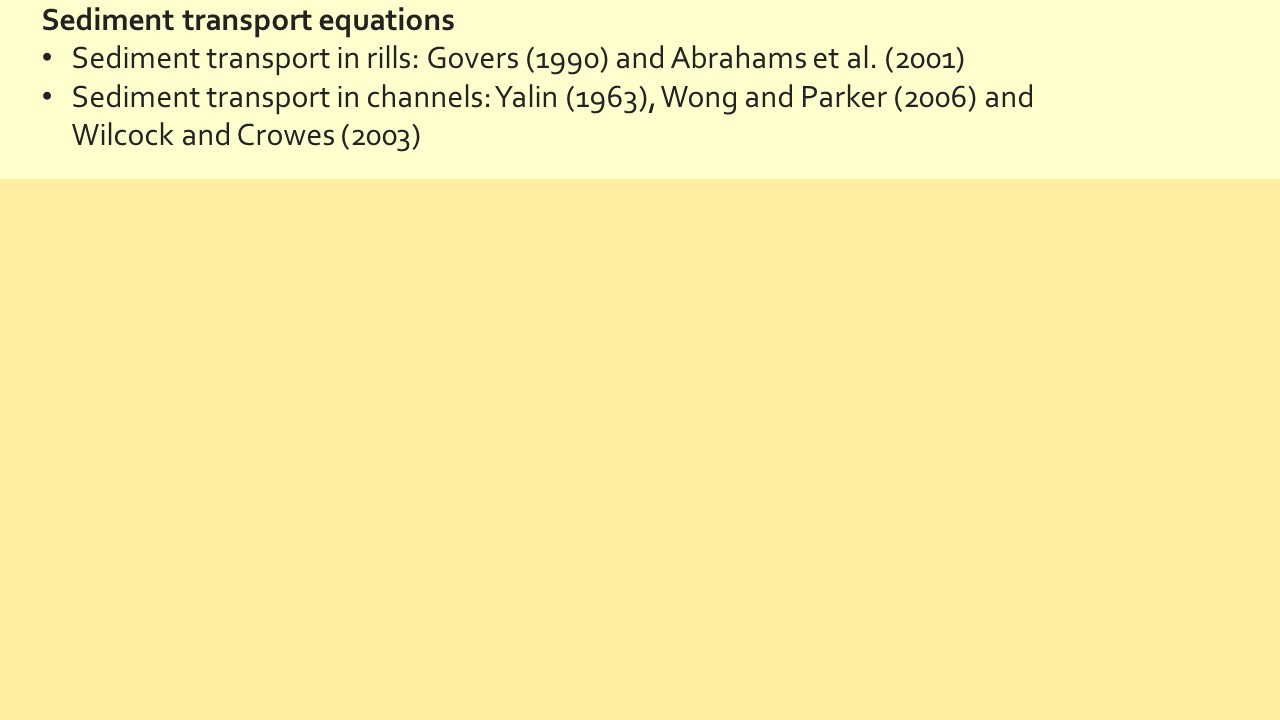 Sediment transport equations
• Sediment transport in rills: Govers (1990) and Abrahams et al. (2001)
• Sediment transport in channels: Yalin (1963), Wong and Parker (2006) and
Wilcock and Crowes (2003)